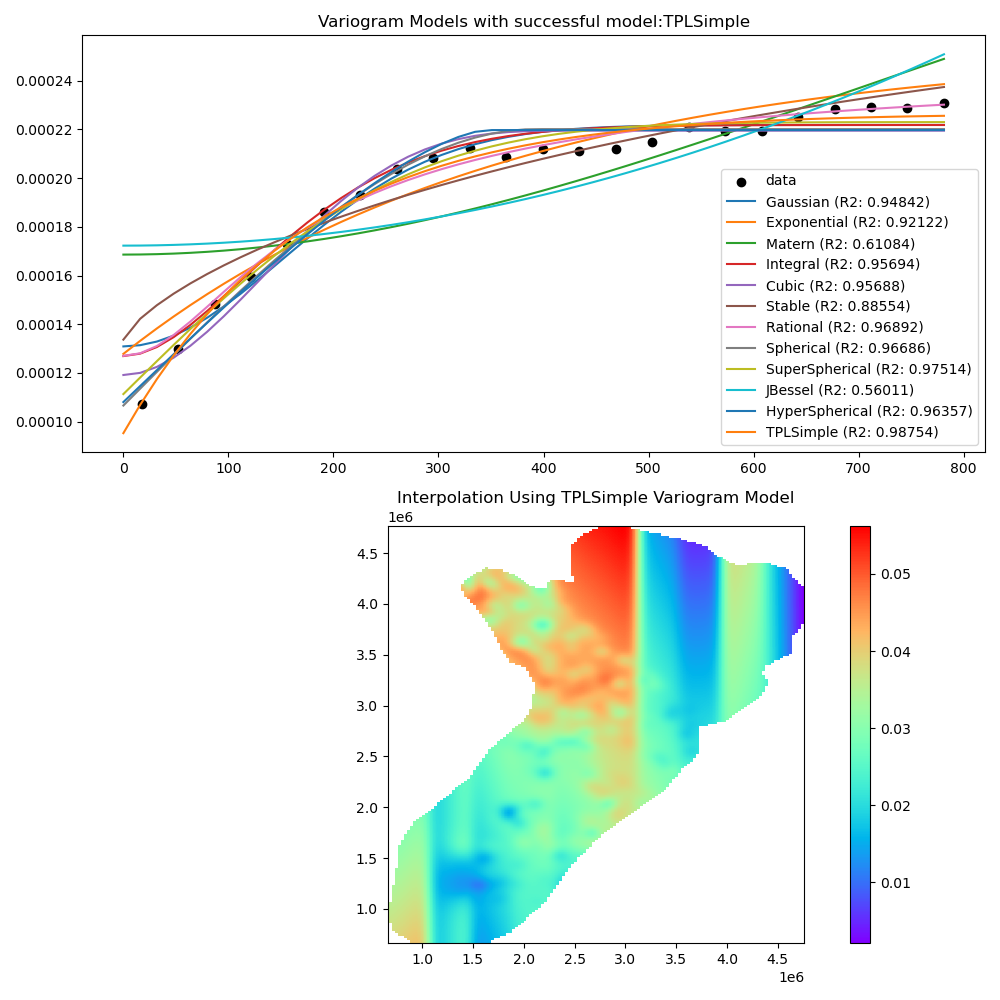 Variogram Models with successful model:TPLSimple
0.00024
0.00022
0.00020
0.00018
0.00016
0.00014
0.00012
0.00010
0 100 200 300 400 500 600 700 800
data
Gaussian (R2: 0.94842)
Exponential (R2: 0.92122)
Matern (R2: 0.61084)
Integral (R2: 0.95694)
Cubic (R2: 0.95688)
Stable (R2: 0.88554)
Rational (R2: 0.96892)
Spherical (R2: 0.96686)
SuperSpherical (R2: 0.97514)
JBessel (R2: 0.56011)
HyperSpherical (R2: 0.96357)
TPLSimple (R2: 0.98754)
Interpolation Using TPLSimple Variogram Model
1e6
4.5
4.0
3.5
3.0
2.5
2.0
1.5
1.0
1.0 1.5 2.0 2.5 3.0 3.5 4.0 4.5
1e6
0.05
0.04
0.03
0.02
0.01